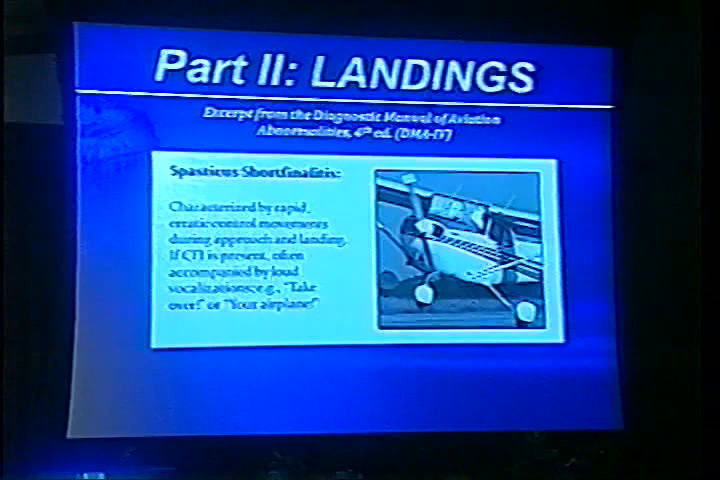 Part II: LANDINGS
Excerpt from the Diagnostic Manual of Aviation
Abnormalities, 4th ed. (DMA-IV)
Spasticus Shortfinalitis:
Characterized by rapid,
erratic control movements
during approach and landing.
If CFI is present, often
accompanied by loud
vocalizations; e.g., "Take
over!" or "Your airplane!"